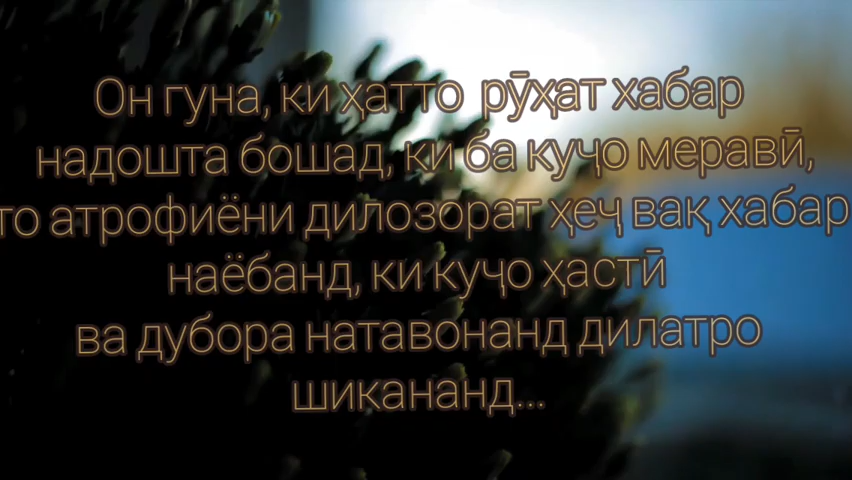 Он гуна, ки ҳатто рӯҳат хабар
надошта бошад, ки ба куҷо меравӣ,
то атрофиёни дилозорат ҳеҷ вақ хабар
наёбанд, ки куҷо ҳастӣ
ва дубора натавонанд дилатро
шикананд...